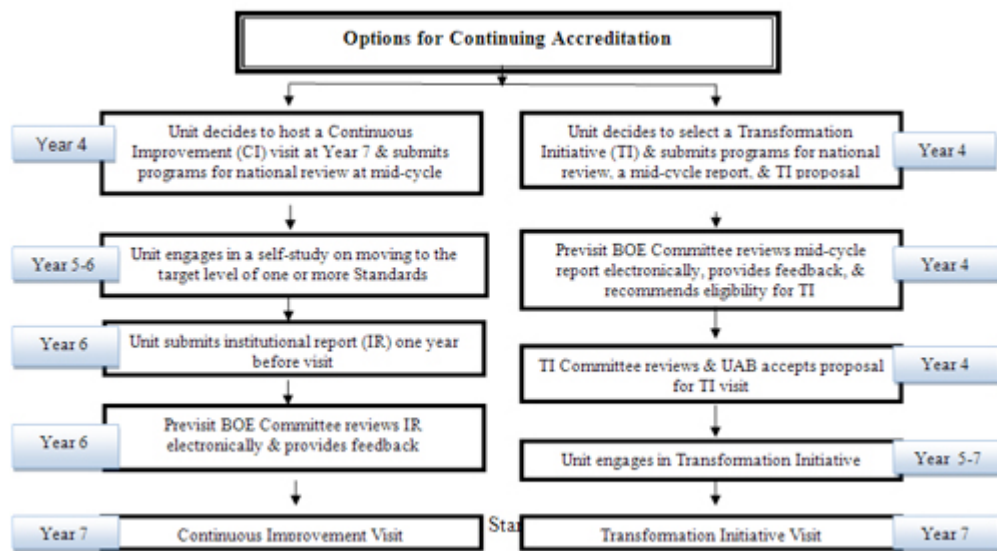 Options for Continuing Accreditation
Year 4
Unit decides to host a Continuous
Improvement (CI) visit at Year 7 & submits
programs for national review at mid-cycle
Year 5-6
Unit engages in a self-study on moving to the
target level of one or more Standards
Year 6
Unit submits institutional report (IR) one year
before visit
Year 6
Previsit BOE Committee reviews IR
electronically & provides feedback
Year 7
Continuous Improvement Visit
Unit decides to select a Transformation
Initiative (TI) & submits programs for national
review, a mid-cycle report, & TI proposal
Year 4
Previsit BOE Committee reviews mid-cycle
report electronically, provides feedback, &
recommends eligibility for TI
Year 4
TI Committee reviews & UAB accepts proposal
for TI visit
Year 4
Unit engages in Transformation Initiative
Year 5-7
Transformation Initiative Visit
Year 7